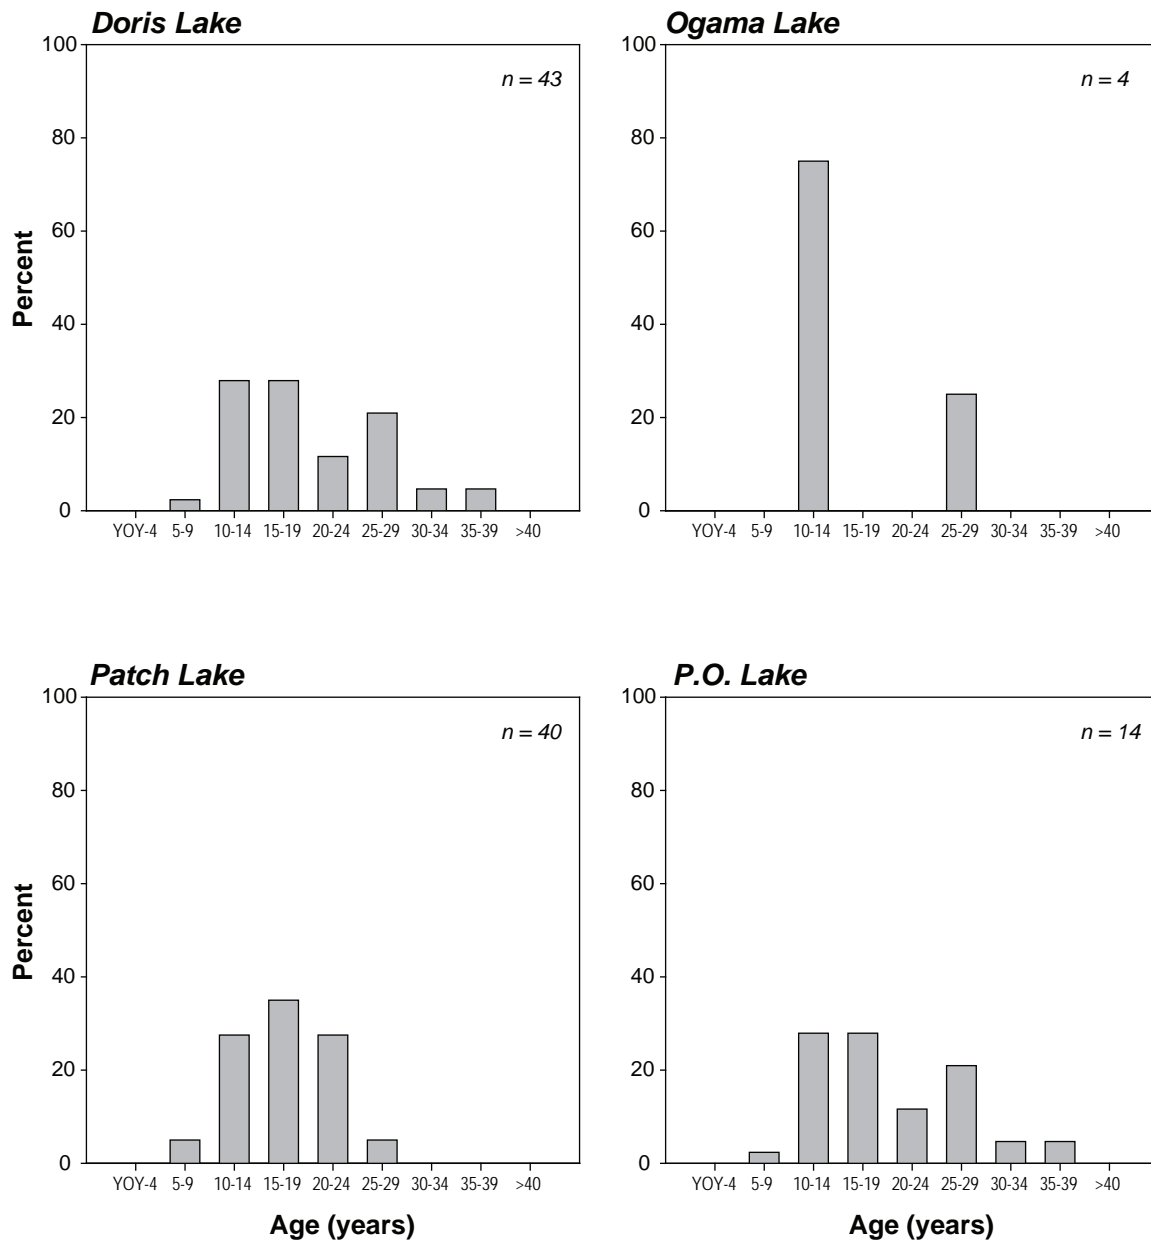 Doris Lake
n = 43
Percent
100
80
60
40
20
0
YOY-4 5-9 10-14 15-19 20-24 25-29 30-34 35-39 >40
Ogama Lake
n = 4
100
80
60
40
20
0
YOY-4 5-9 10-14 15-19 20-24 25-29 30-34 35-39 >40
Patch Lake
n = 40
Percent
100
80
60
40
20
0
YOY-4 5-9 10-14 15-19 20-24 25-29 30-34 35-39 >40
Age (years)
P.O. Lake
n = 14
100
80
60
40
20
0
YOY-4 5-9 10-14 15-19 20-24 25-29 30-34 35-39 >40
Age (years)